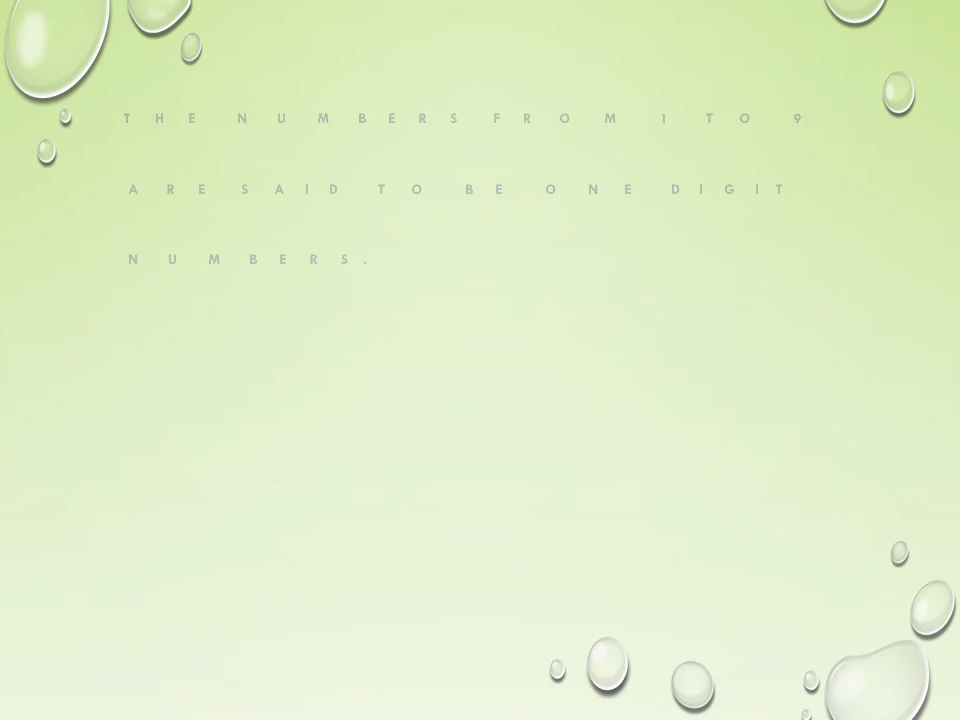 THE NUMBERS FROM 1 TO 9
ARE SAID TO BE ONE DIGIT
NUMBERS.